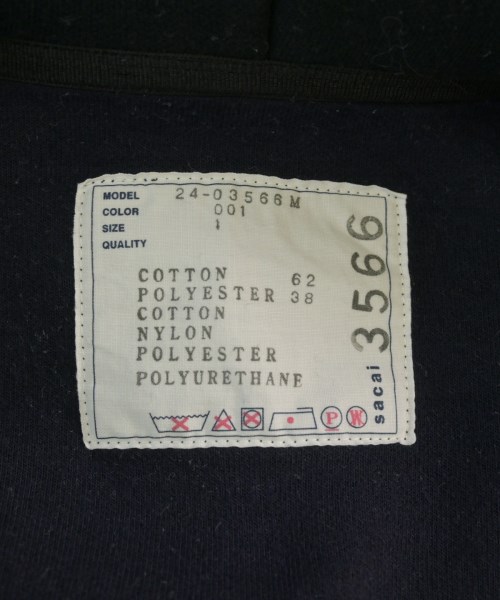 MODEL 24-03566M
COLOR 001
SIZE 1
QUALITY
COTTON 62
POLYESTER 38
COTTON
NYLON
POLYESTER
POLYURETHANE
P W
sacai 3566